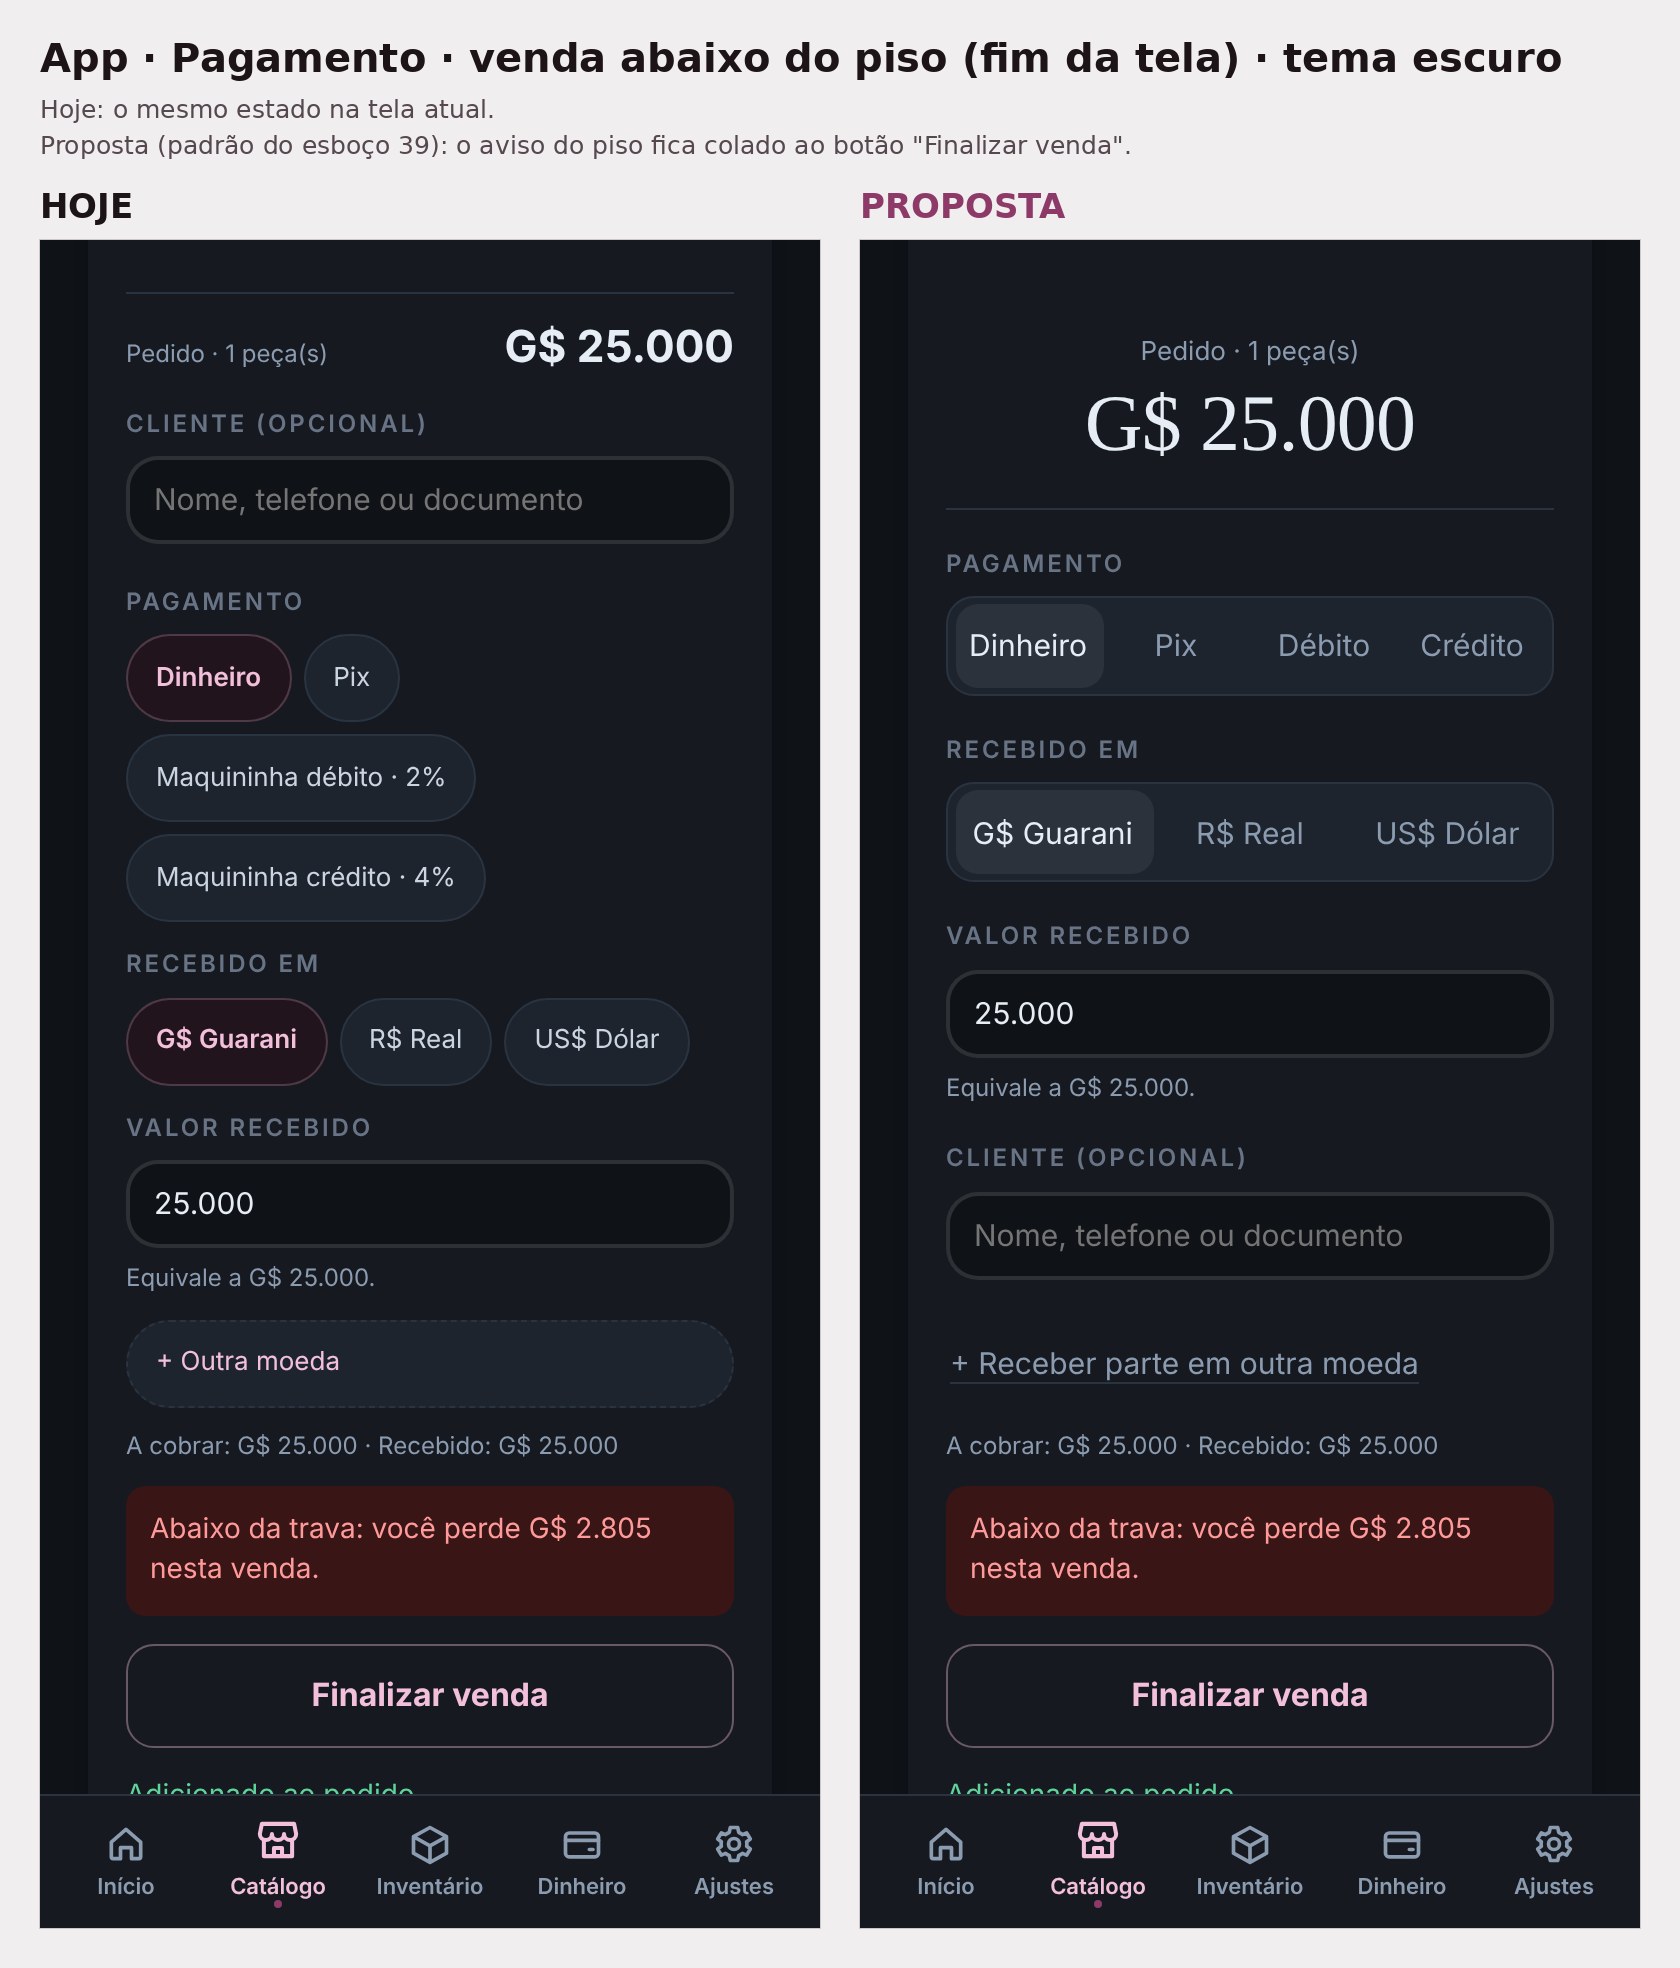 App · Pagamento · venda abaixo do piso (fim da tela) · tema escuro
Hoje: o mesmo estado na tela atual.
Proposta (padrão do esboço 39): o aviso do piso fica colado ao botão "Finalizar venda".
HOJE
Pedido · 1 peça(s)
G$ 25.000
CLIENTE (OPCIONAL)
Nome, telefone ou documento
PAGAMENTO
Dinheiro
Pix
Maquininha débito · 2%
Maquininha crédito · 4%
RECEBIDO EM
G$ Guarani
R$ Real
US$ Dólar
VALOR RECEBIDO
25.000
Equivale a G$ 25.000.
+ Outra moeda
A cobrar: G$ 25.000 · Recebido: G$ 25.000
Abaixo da trava: você perde G$ 2.805
nesta venda.
Finalizar venda
Adicionado ao pedido
Início
Catálogo
Inventário
Dinheiro
Ajustes
PROPOSTA
Pedido · 1 peça(s)
G$ 25.000
PAGAMENTO
Dinheiro
Pix
Débito
Crédito
RECEBIDO EM
G$ Guarani
R$ Real
US$ Dólar
VALOR RECEBIDO
25.000
Equivale a G$ 25.000.
CLIENTE (OPCIONAL)
Nome, telefone ou documento
+ Receber parte em outra moeda
A cobrar: G$ 25.000 · Recebido: G$ 25.000
Abaixo da trava: você perde G$ 2.805
nesta venda.
Finalizar venda
Adicionado ao pedido
Início
Catálogo
Inventário
Dinheiro
Ajustes